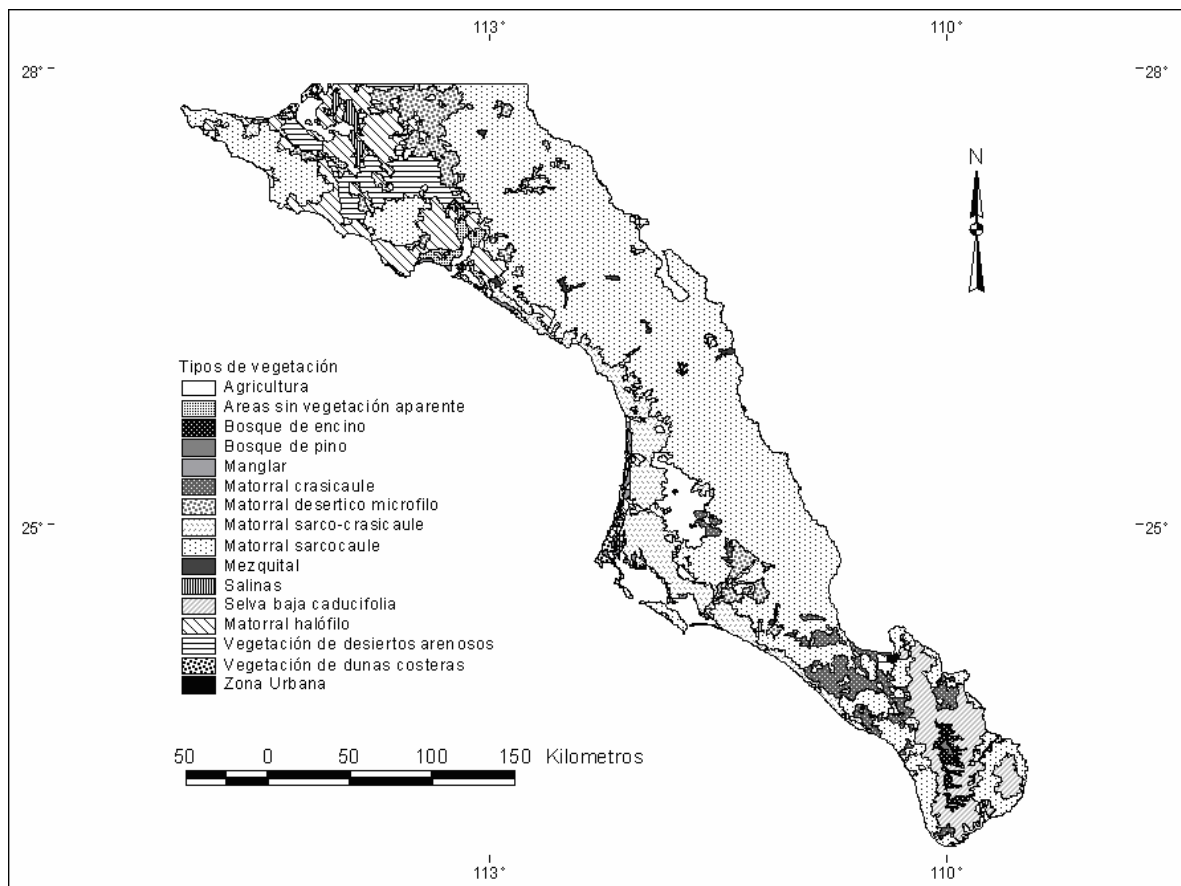 113° 110°
28° 28°
N
Tipos de vegetación
Agricultura
Areas sin vegetación aparente
Bosque de encino
Bosque de pino
Manglar
Matorral crasicaule
Matorral desertico microfilo
Matorral sarco-crasicaule
Matorral sarcocaule
Mezquital
Salinas
Selva baja caducifolia
Matorral halófilo
Vegetación de desiertos arenosos
Vegetación de dunas costeras
Zona Urbana
25° 25°
50 0 50 100 150 Kilometros
113° 110°